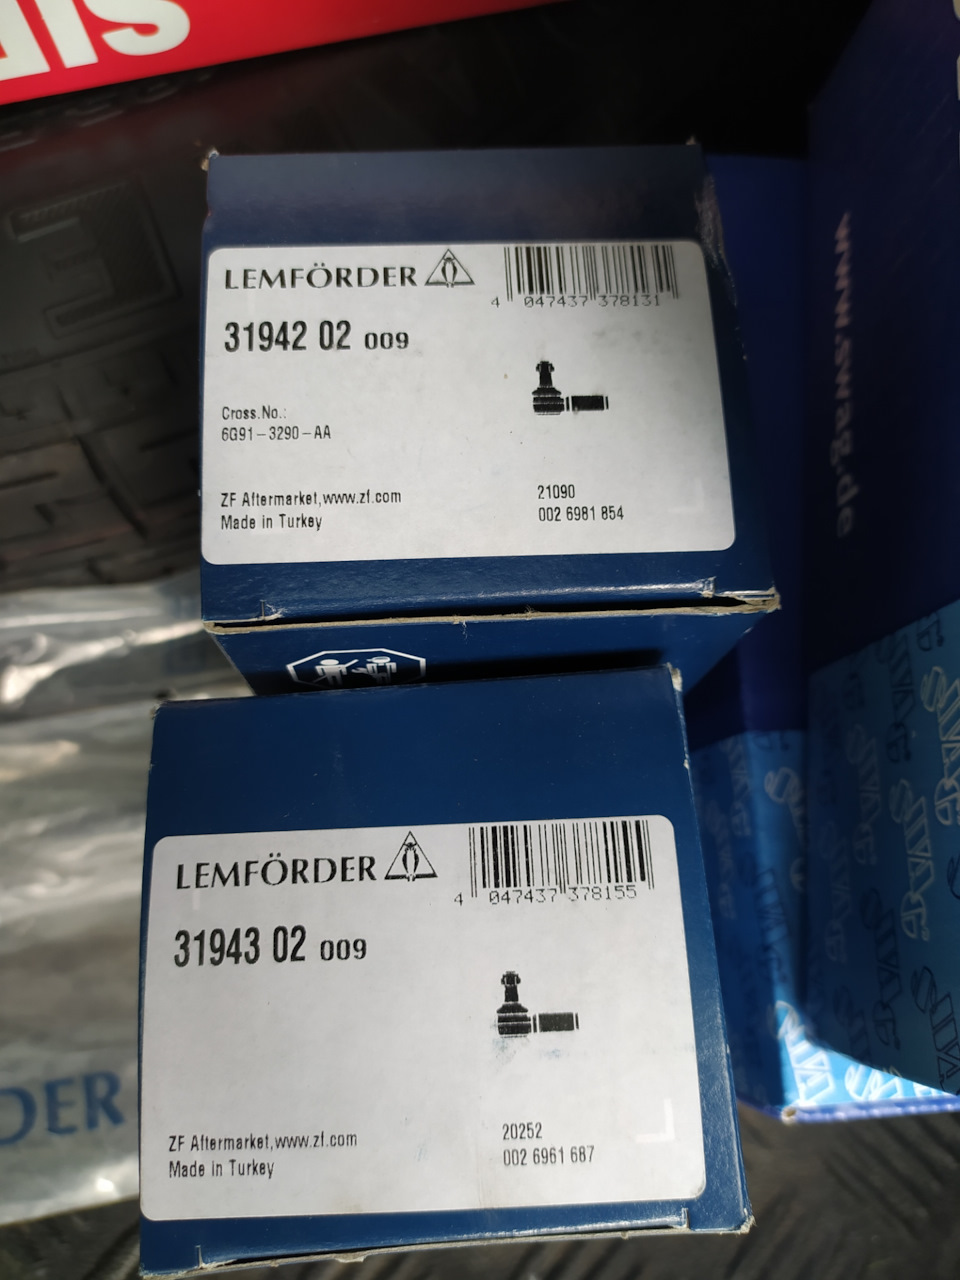 LEMFÖRDER
4 047437 378131
31942 02 009
Cross.No.:
6G91-3290-AA
ZF Aftermarket,www.zf.com
Made in Turkey
21090
002 6981 854
www.swag.de
LEMFÖRDER
4 047437 378155
31943 02 009
ZF Aftermarket,www.zf.com
Made in Turkey
20252
002 6961 687
DER
SWAG